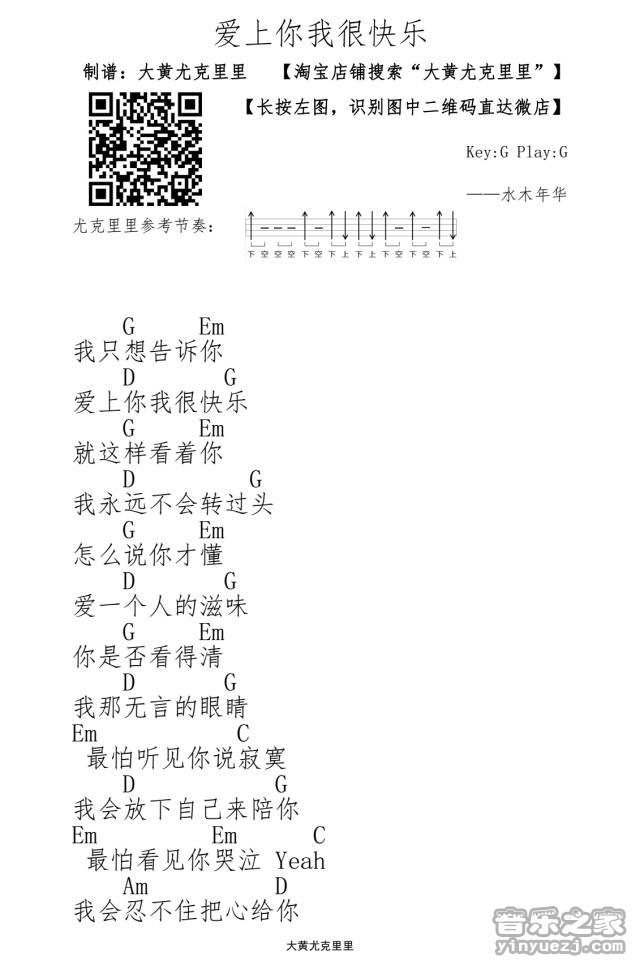 爱上你我很快乐
制谱：大黄尤克里里 【淘宝店铺搜索“大黄尤克里里”】
【长按左图，识别图中二维码直达微店】
Key:G Play:G
——水木年华
尤克里里参考节奏：
下 空 空 空 下 空 下 上 下 上 下 空 下 空 下 上
G Em
我只想告诉你
D G
爱上你我很快乐
G Em
就这样看着你
D G
我永远不会转过头
G Em
怎么说你才懂
D G
爱一个人的滋味
G Em
你是否看得清
D G
我那无言的眼睛
Em C
最怕听见你说寂寞
D G
我会放下自己来陪你
Em Em C
最怕看见你哭泣 Yeah
Am D
我会忍不住把心给你
大黄尤克里里
音乐之家
yinyuezj.com